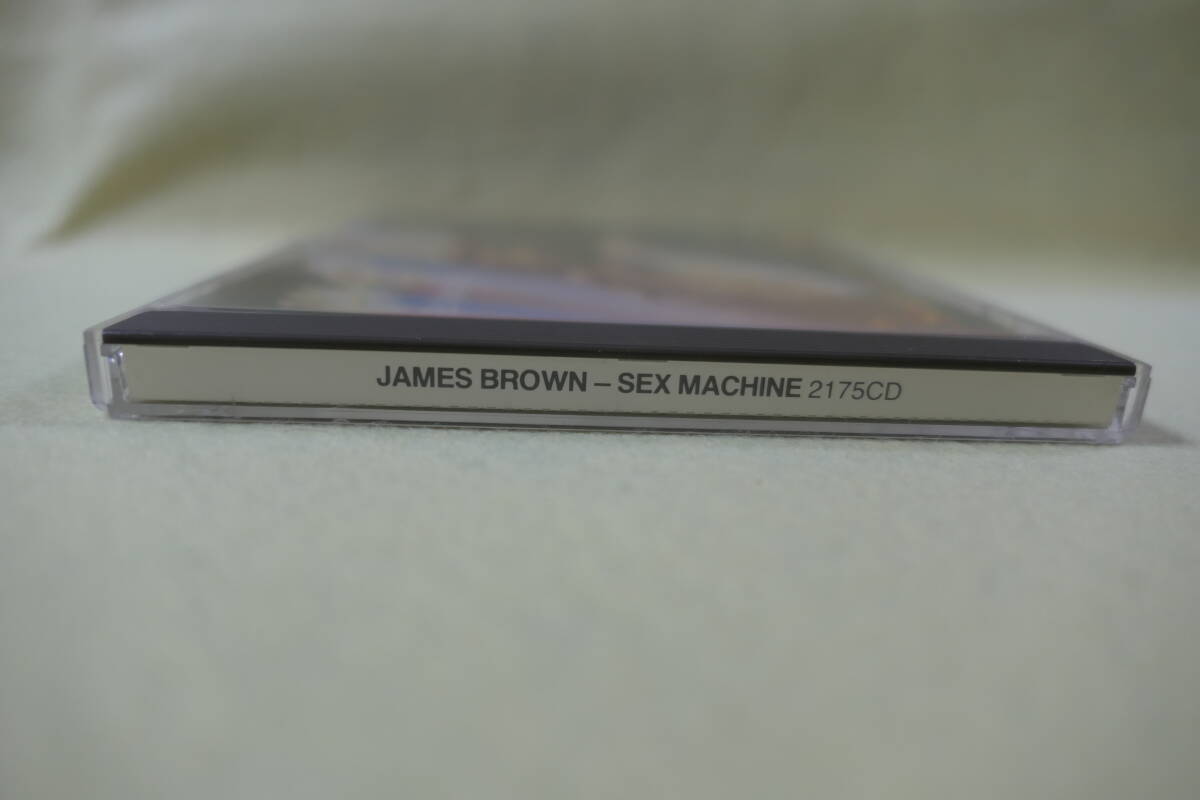 JAMES BROWN – SEX MACHINE 2175CD